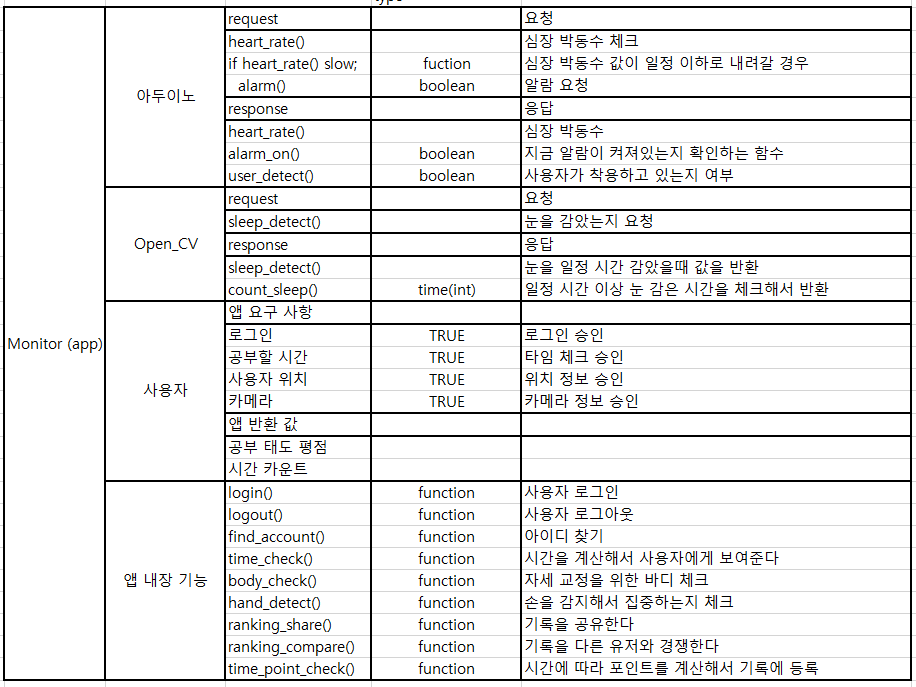 type
request 요청
heart_rate() 심장 박동수 체크
if heart_rate() slow; fuction 심장 박동수 값이 일정 이하로 내려갈 경우
alarm() boolean 알람 요청
아두이노
response 응답
heart_rate() 심장 박동수
alarm_on() boolean 지금 알람이 켜져있는지 확인하는 함수
user_detect() boolean 사용자가 착용하고 있는지 여부
request 요청
sleep_detect() 눈을 감았는지 요청
Open_CV
response 응답
sleep_detect() 눈을 일정 시간 감았을때 값을 반환
count_sleep() time(int) 일정 시간 이상 눈 감은 시간을 체크해서 반환
앱 요구 사항
로그인 TRUE 로그인 승인
Monitor (app)
공부할 시간 TRUE 타임 체크 승인
사용자 위치 TRUE 위치 정보 승인
사용자
카메라 TRUE 카메라 정보 승인
앱 반환 값
공부 태도 평점
시간 카운트
login() function 사용자 로그인
logout() function 사용자 로그아웃
find_account() function 아이디 찾기
time_check() function 시간을 계산해서 사용자에게 보여준다
앱 내장 기능
body_check() function 자세 교정을 위한 바디 체크
hand_detect() function 손을 감지해서 집중하는지 체크
ranking_share() function 기록을 공유한다
ranking_compare() function 기록을 다른 유저와 경쟁한다
time_point_check() function 시간에 따라 포인트를 계산해서 기록에 등록